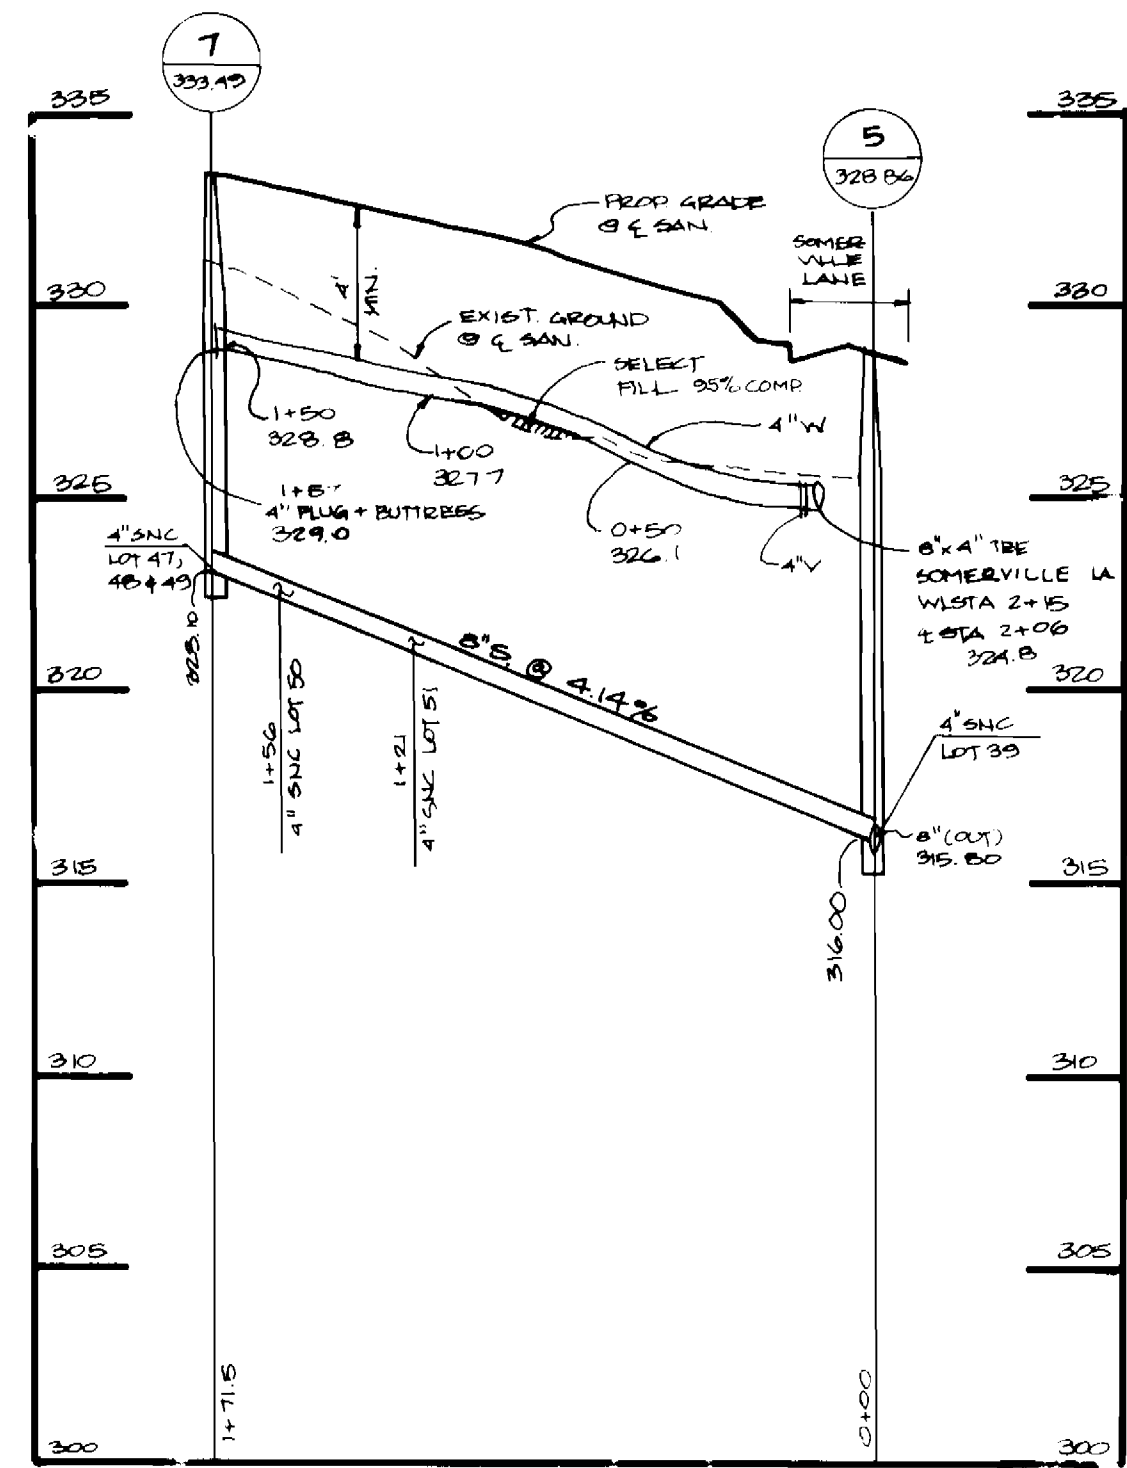 7
333.49
335
335
5
328.86
PROP. GRADE
@ ℄ SAN.
SOMER
VILLE
LANE
330
330
4'
MIN.
EXIST. GROUND
@ ℄ SAN.
SELECT
FILL 95% COMP.
1+50
328.8
1+00
327.7
4"W
325
325
4" PLUG + BUTTRESS
329.0
0+50
326.1
4"V
8"x4" TEE
SOMERVILLE LA
WLSTA 2+15
℄ STA 2+06
324.8
4" SNC
LOT 47,
48 & 49
323.10
320
320
8"S. @ 4.14%
1+56
4" SNC LOT 50
1+21
4" SNC LOT 51
4" SNC
LOT 39
8" (OUT)
315.80
315
315
316.00
310
310
305
305
1+71.5
0+00
300
300